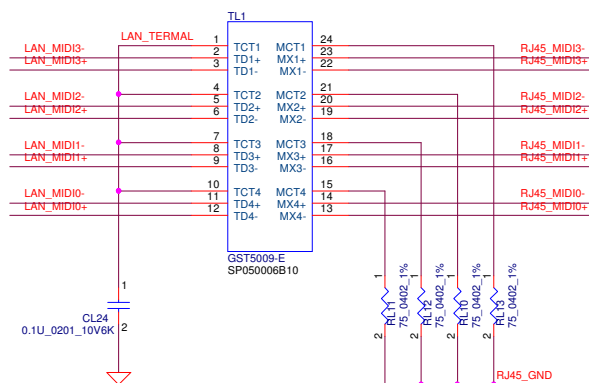 TL1
LAN_TERMAL
1 TCT1 MCT1 24
LAN_MIDI3- 2 TD1+ MX1+ 23 RJ45_MIDI3-
LAN_MIDI3+ 3 TD1- MX1- 22 RJ45_MIDI3+
4 TCT2 MCT2 21
LAN_MIDI2- 5 TD2+ MX2+ 20 RJ45_MIDI2-
LAN_MIDI2+ 6 TD2- MX2- 19 RJ45_MIDI2+
7 TCT3 MCT3 18
LAN_MIDI1- 8 TD3+ MX3+ 17 RJ45_MIDI1-
LAN_MIDI1+ 9 TD3- MX3- 16 RJ45_MIDI1+
10 TCT4 MCT4 15
LAN_MIDI0- 11 TD4+ MX4+ 14 RJ45_MIDI0-
LAN_MIDI0+ 12 TD4- MX4- 13 RJ45_MIDI0+
GST5009-E
SP050006B10
1
CL24
0.1U_0201_10V6K
2
1
RL11
75_0402_1%
2
1
RL12
75_0402_1%
2
1
RL10
75_0402_1%
2
1
RL13
75_0402_1%
2
RJ45_GND